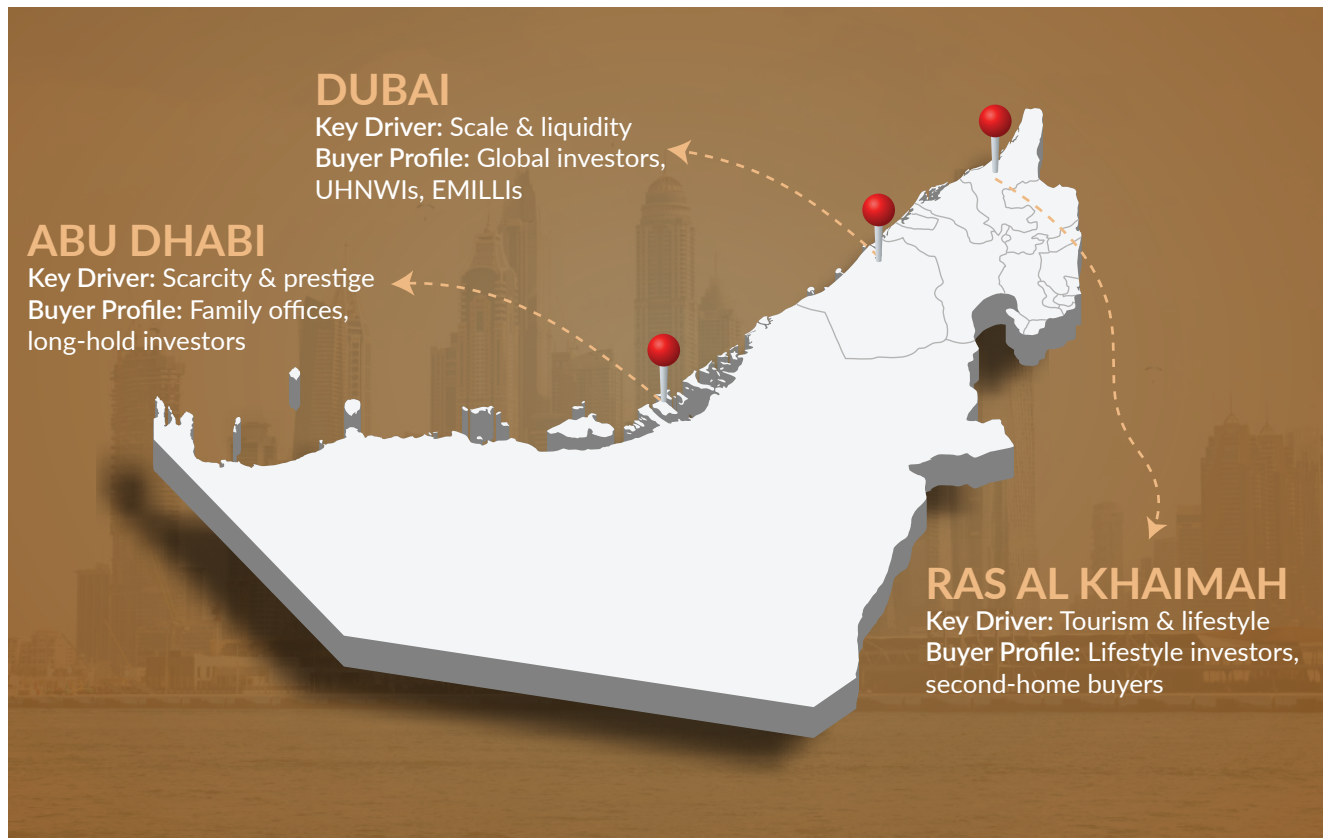 DUBAI
Key Driver: Scale & liquidity
Buyer Profile: Global investors,
UHNWIs, EMILLIs
ABU DHABI
Key Driver: Scarcity & prestige
Buyer Profile: Family offices,
long-hold investors
RAS AL KHAIMAH
Key Driver: Tourism & lifestyle
Buyer Profile: Lifestyle investors,
second-home buyers